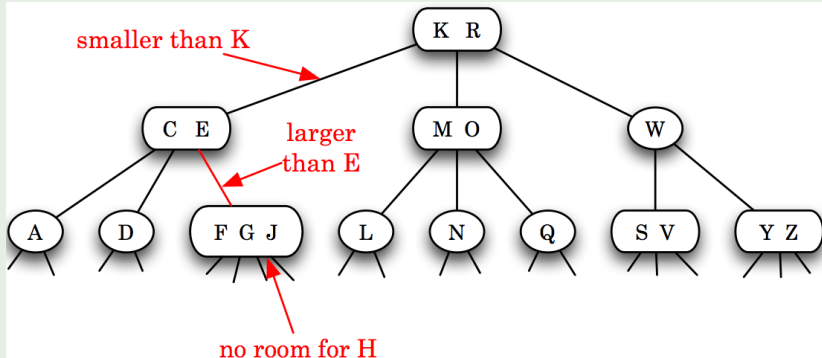 K R
smaller than K
C E
larger
than E
M O
W
A
D
F G J
L
N
Q
S V
Y Z
no room for H